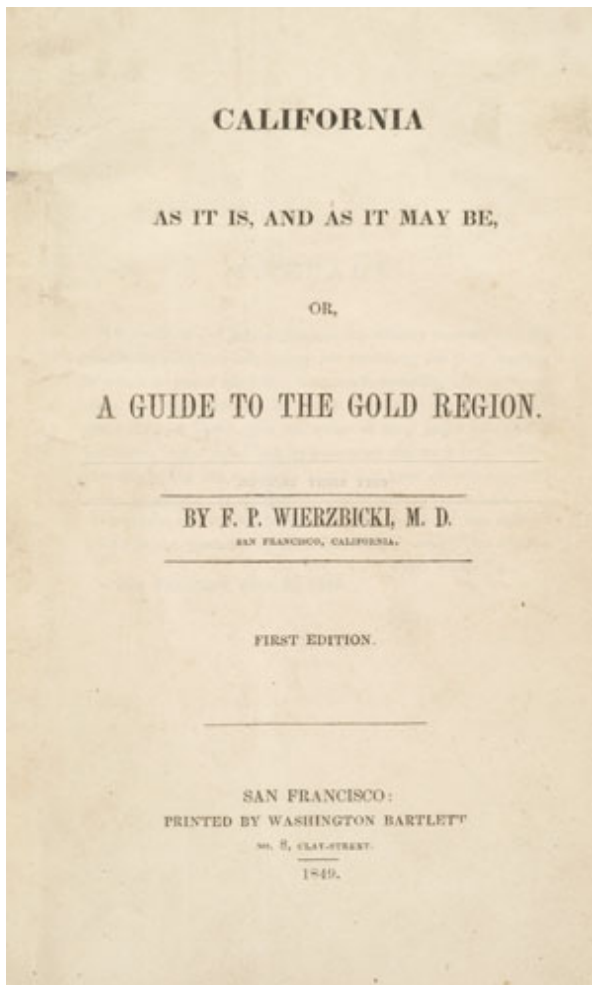 CALIFORNIA
AS IT IS, AND AS IT MAY BE,
OR,
A GUIDE TO THE GOLD REGION.
BY F. P. WIERZBICKI, M. D.
SAN FRANCISCO, CALIFORNIA.
FIRST EDITION.
SAN FRANCISCO:
PRINTED BY WASHINGTON BARTLETT
No. 8, CLAY-STREET.
1849.